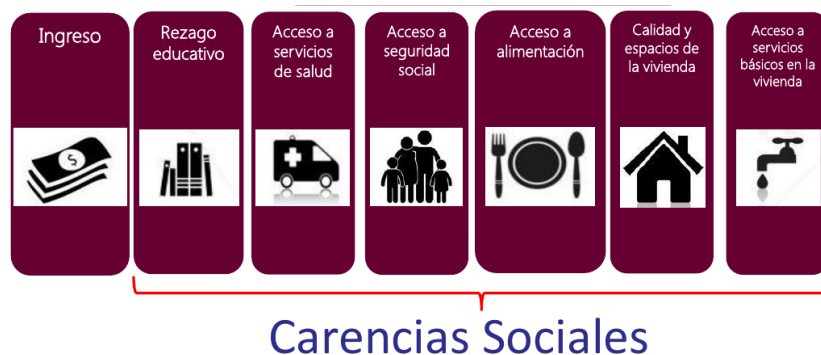 Ingreso
Rezago
educativo
Acceso a
servicios
de salud
Acceso a
seguridad
social
Acceso a
alimentación
Calidad y
espacios de
la vivienda
Acceso a
servicios
básicos en la
vivienda
$
Carencias Sociales